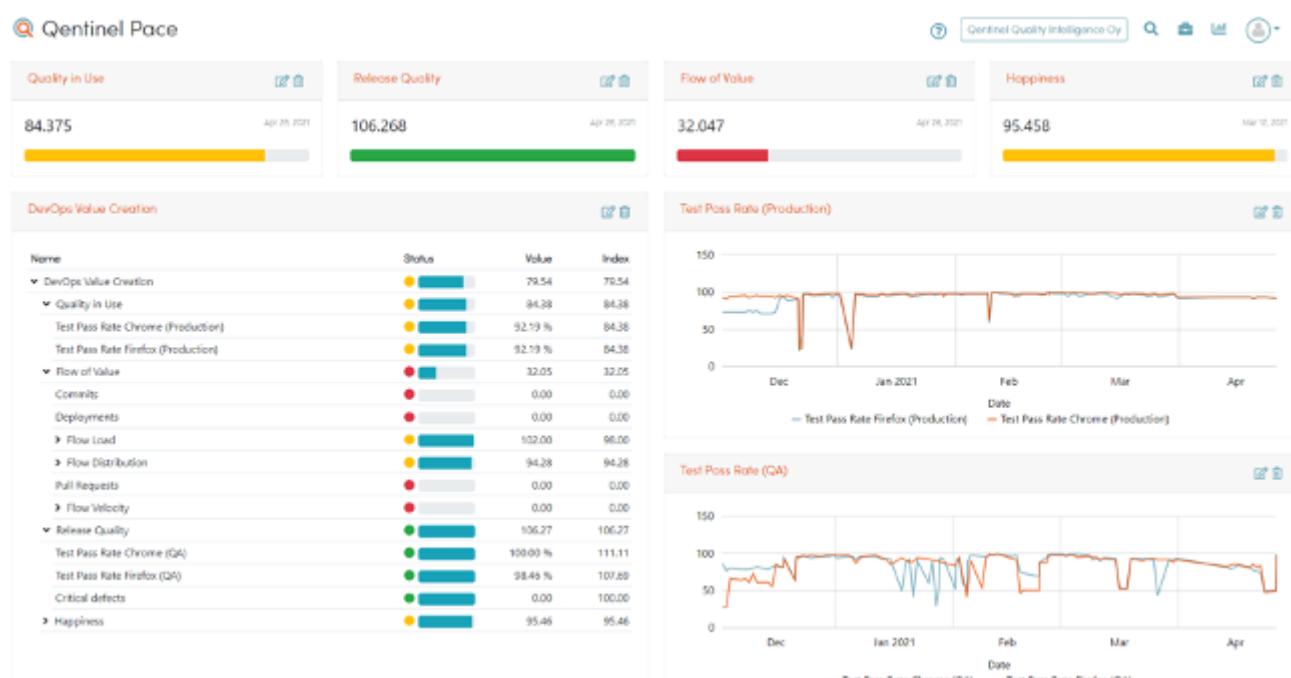 Qentinel Pace
Qentinel Quality Intelligence Oy
Quality in Use
84.375
Apr 26, 2021
Release Quality
106.268
Apr 26, 2021
Flow of Value
32.047
Apr 26, 2021
Happiness
95.458
Mar 12, 2021
DevOps Value Creation
Name Status Value Index
DevOps Value Creation 79.54 79.54
Quality in Use 84.38 84.38
Test Pass Rate Chrome (Production) 92.19 % 84.38
Test Pass Rate Firefox (Production) 92.19 % 84.38
Flow of Value 32.05 32.05
Commits 0.00 0.00
Deployments 0.00 0.00
Flow Load 102.00 98.00
Flow Distribution 94.28 94.28
Pull Requests 0.00 0.00
Flow Velocity 0.00 0.00
Release Quality 106.27 106.27
Test Pass Rate Chrome (QA) 100.00 % 111.11
Test Pass Rate Firefox (QA) 98.46 % 107.69
Critical defects 0.00 100.00
Happiness 95.46 95.46
Test Pass Rate (Production)
150
100
50
0
Dec Jan 2021 Feb Mar Apr
Date
Test Pass Rate Firefox (Production) Test Pass Rate Chrome (Production)
Test Pass Rate (QA)
150
100
50
0
Dec Jan 2021 Feb Mar Apr
Date